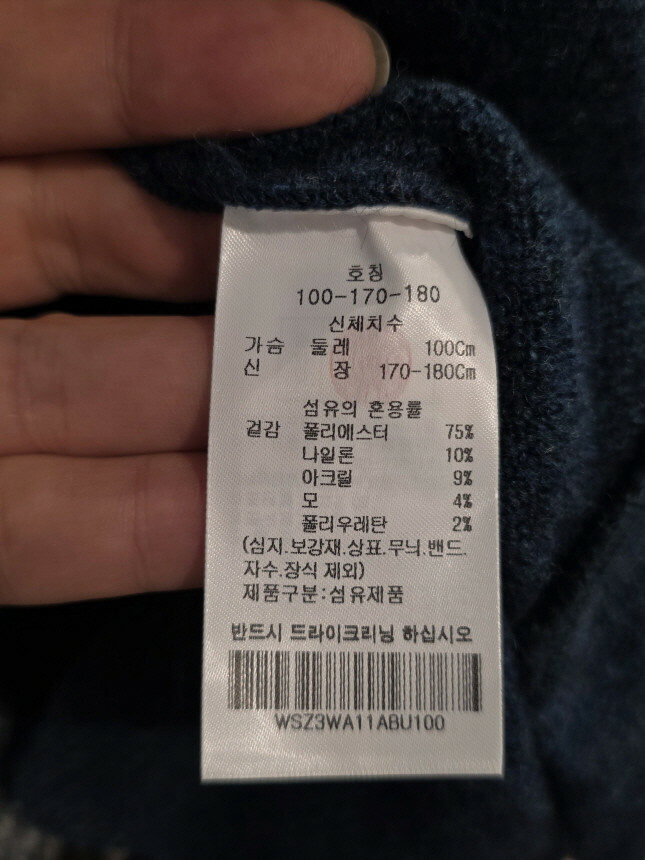 호칭
100-170-180
신체치수
가슴 둘레 100Cm
신 장 170-180Cm
섬유의 혼용률
겉감 폴리에스터 75%
나일론 10%
아크릴 9%
모 4%
폴리우레탄 2%
(심지.보강재.상표.무늬.밴드.
자수.장식 제외)
제품구분:섬유제품
반드시 드라이크리닝 하십시오
WSZ3WA11ABU100